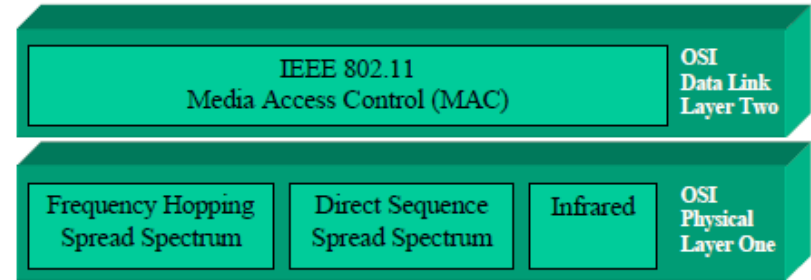 IEEE 802.11
Media Access Control (MAC)
OSI
Data Link
Layer Two
Frequency Hopping
Spread Spectrum
Direct Sequence
Spread Spectrum
Infrared
OSI
Physical
Layer One